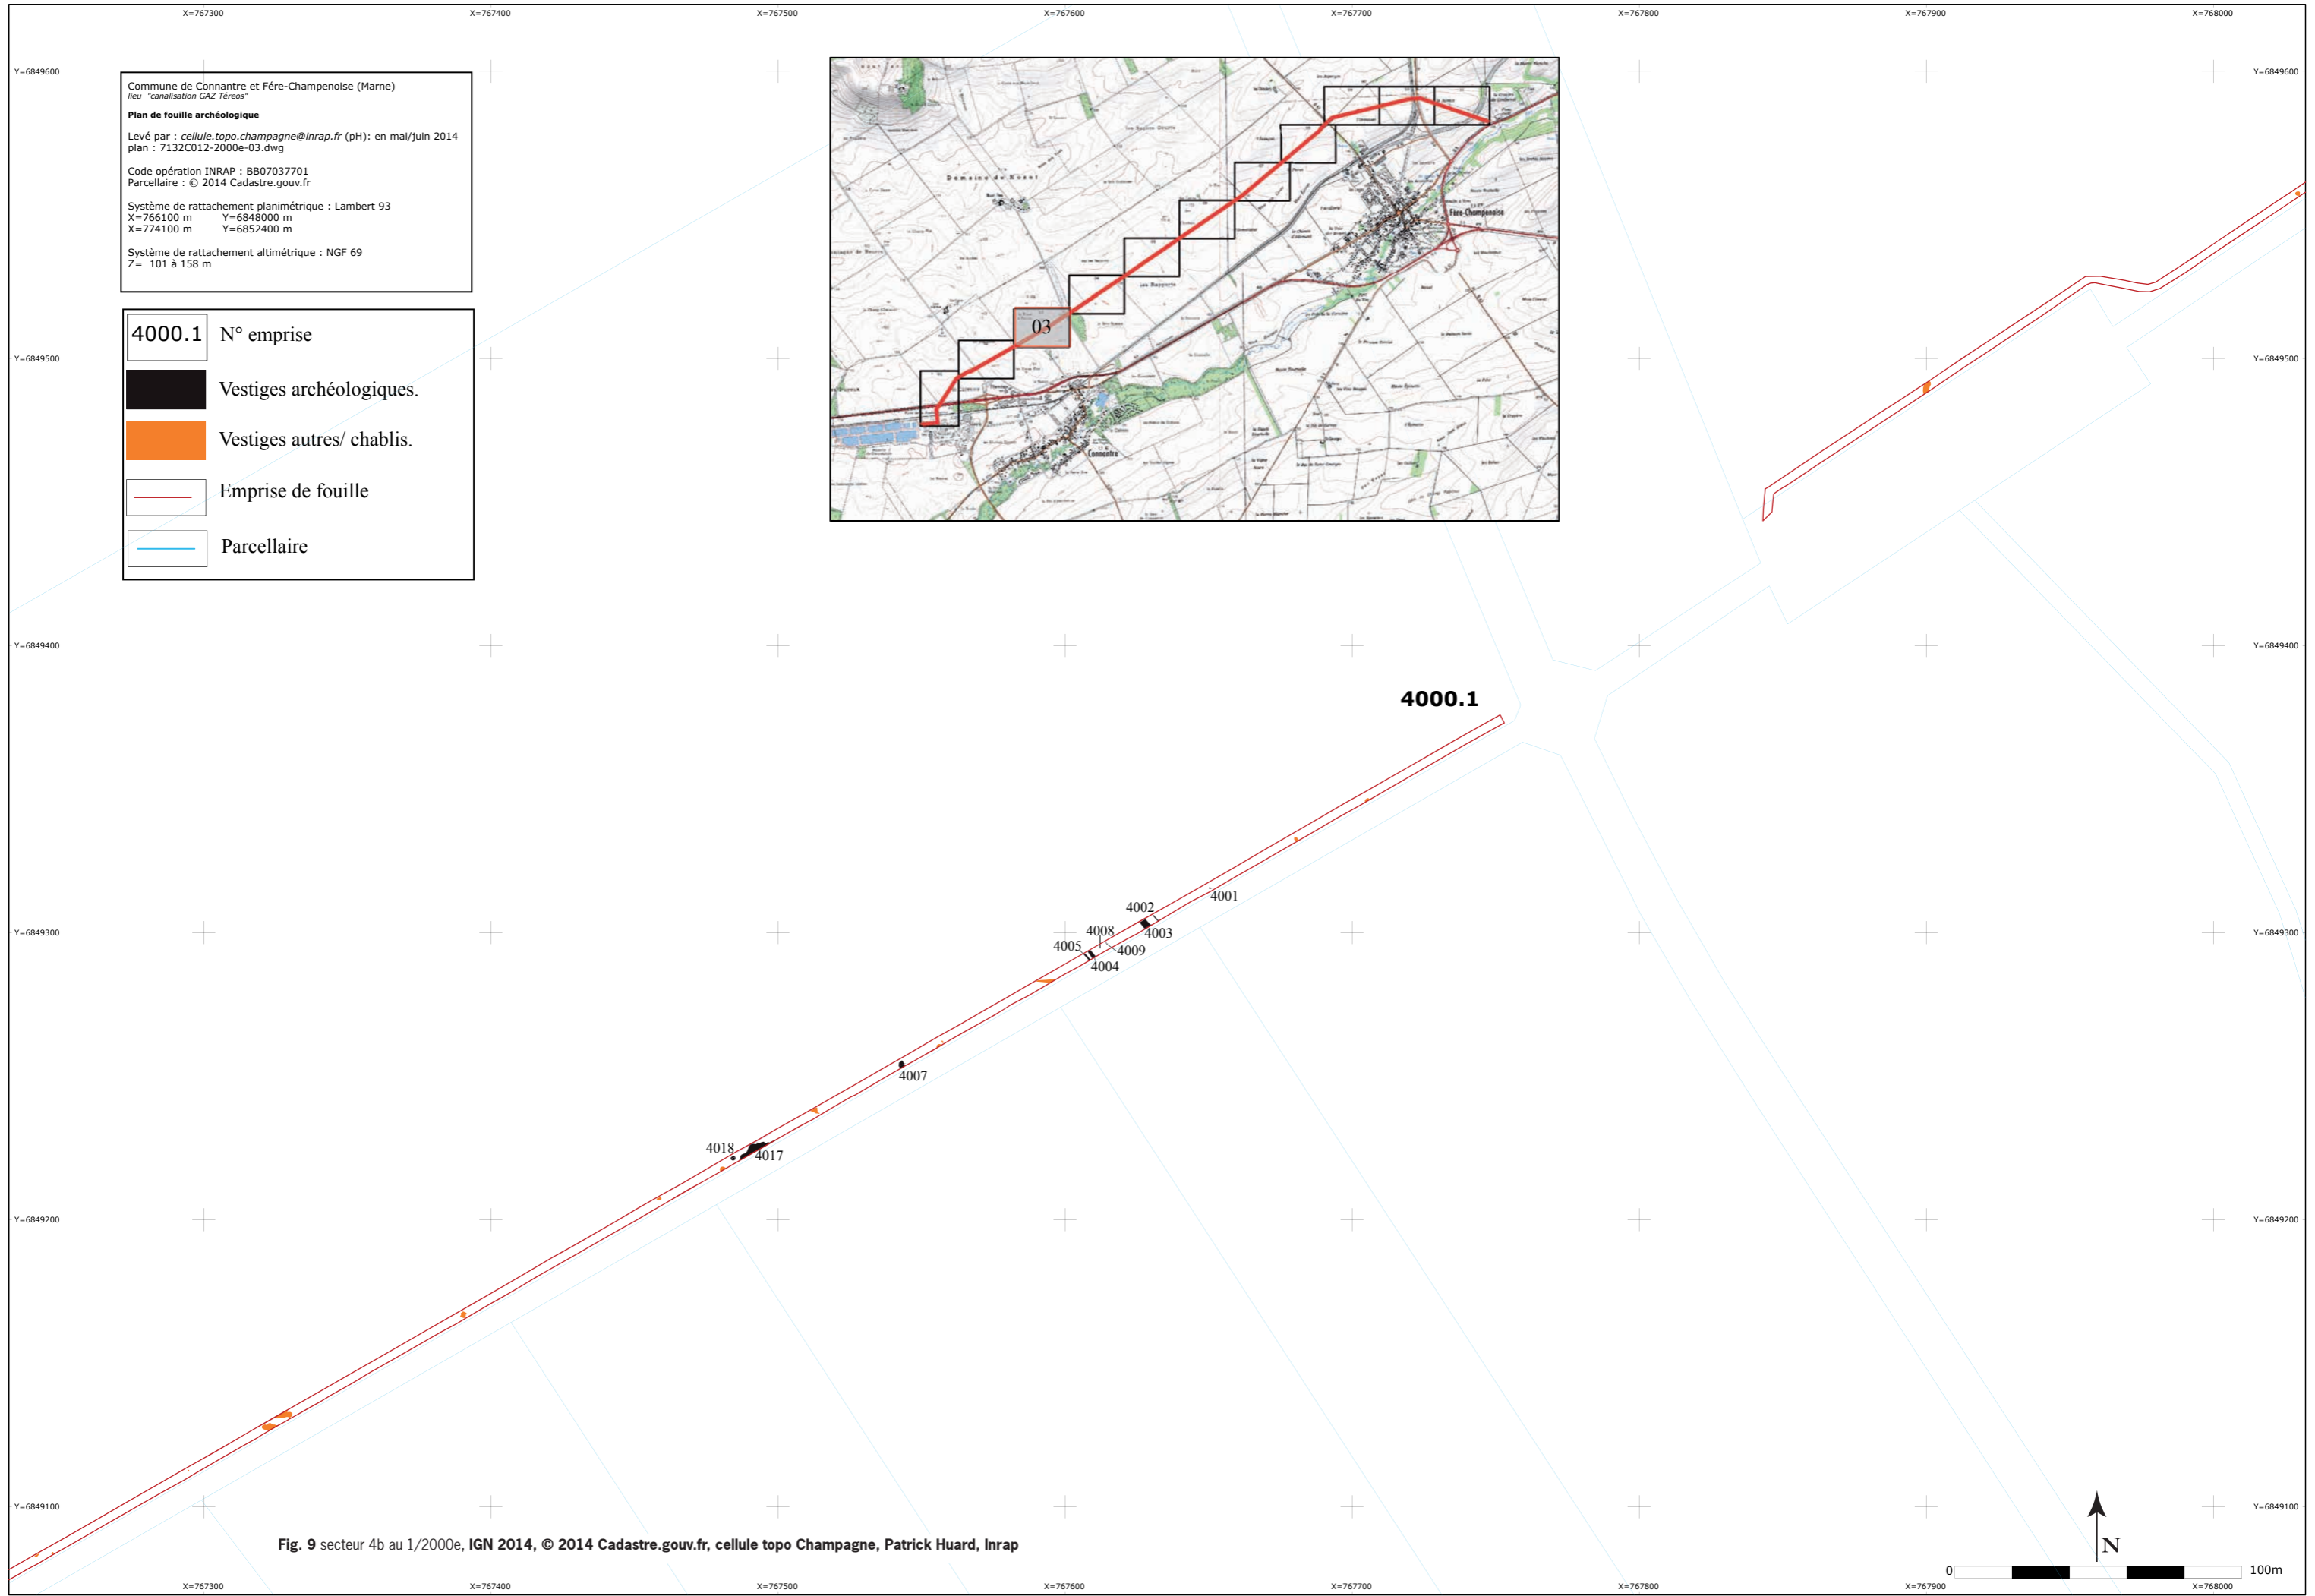 X=767300 X=767400 X=767500 X=767600 X=767700 X=767800 X=767900 X=768000
Y=6849600 Y=6849600
Commune de Connantre et Fére-Champenoise (Marne)
lieu "canalisation GAZ Téreos"
Plan de fouille archéologique
Levé par : cellule.topo.champagne@inrap.fr (pH): en mai/juin 2014
plan : 7132C012-2000e-03.dwg
Code opération INRAP : BB07037701
Parcellaire : © 2014 Cadastre.gouv.fr
Système de rattachement planimétrique : Lambert 93
X=766100 m Y=6848000 m
X=774100 m Y=6852400 m
Système de rattachement altimétrique : NGF 69
Z= 101 à 158 m
4000.1 N° emprise
Vestiges archéologiques.
Vestiges autres/ chablis.
Emprise de fouille
Parcellaire
Fère-Champenoise
03
Connantre
Y=6849500 Y=6849500
Y=6849400 Y=6849400
4000.1
4001
4002
4003
4008
4005
4009
4004
Y=6849300 Y=6849300
4007
4018
4017
Y=6849200 Y=6849200
Y=6849100 Y=6849100
Fig. 9 secteur 4b au 1/2000e, IGN 2014, © 2014 Cadastre.gouv.fr, cellule topo Champagne, Patrick Huard, Inrap
N
0 100m
X=767300 X=767400 X=767500 X=767600 X=767700 X=767800 X=767900 X=768000